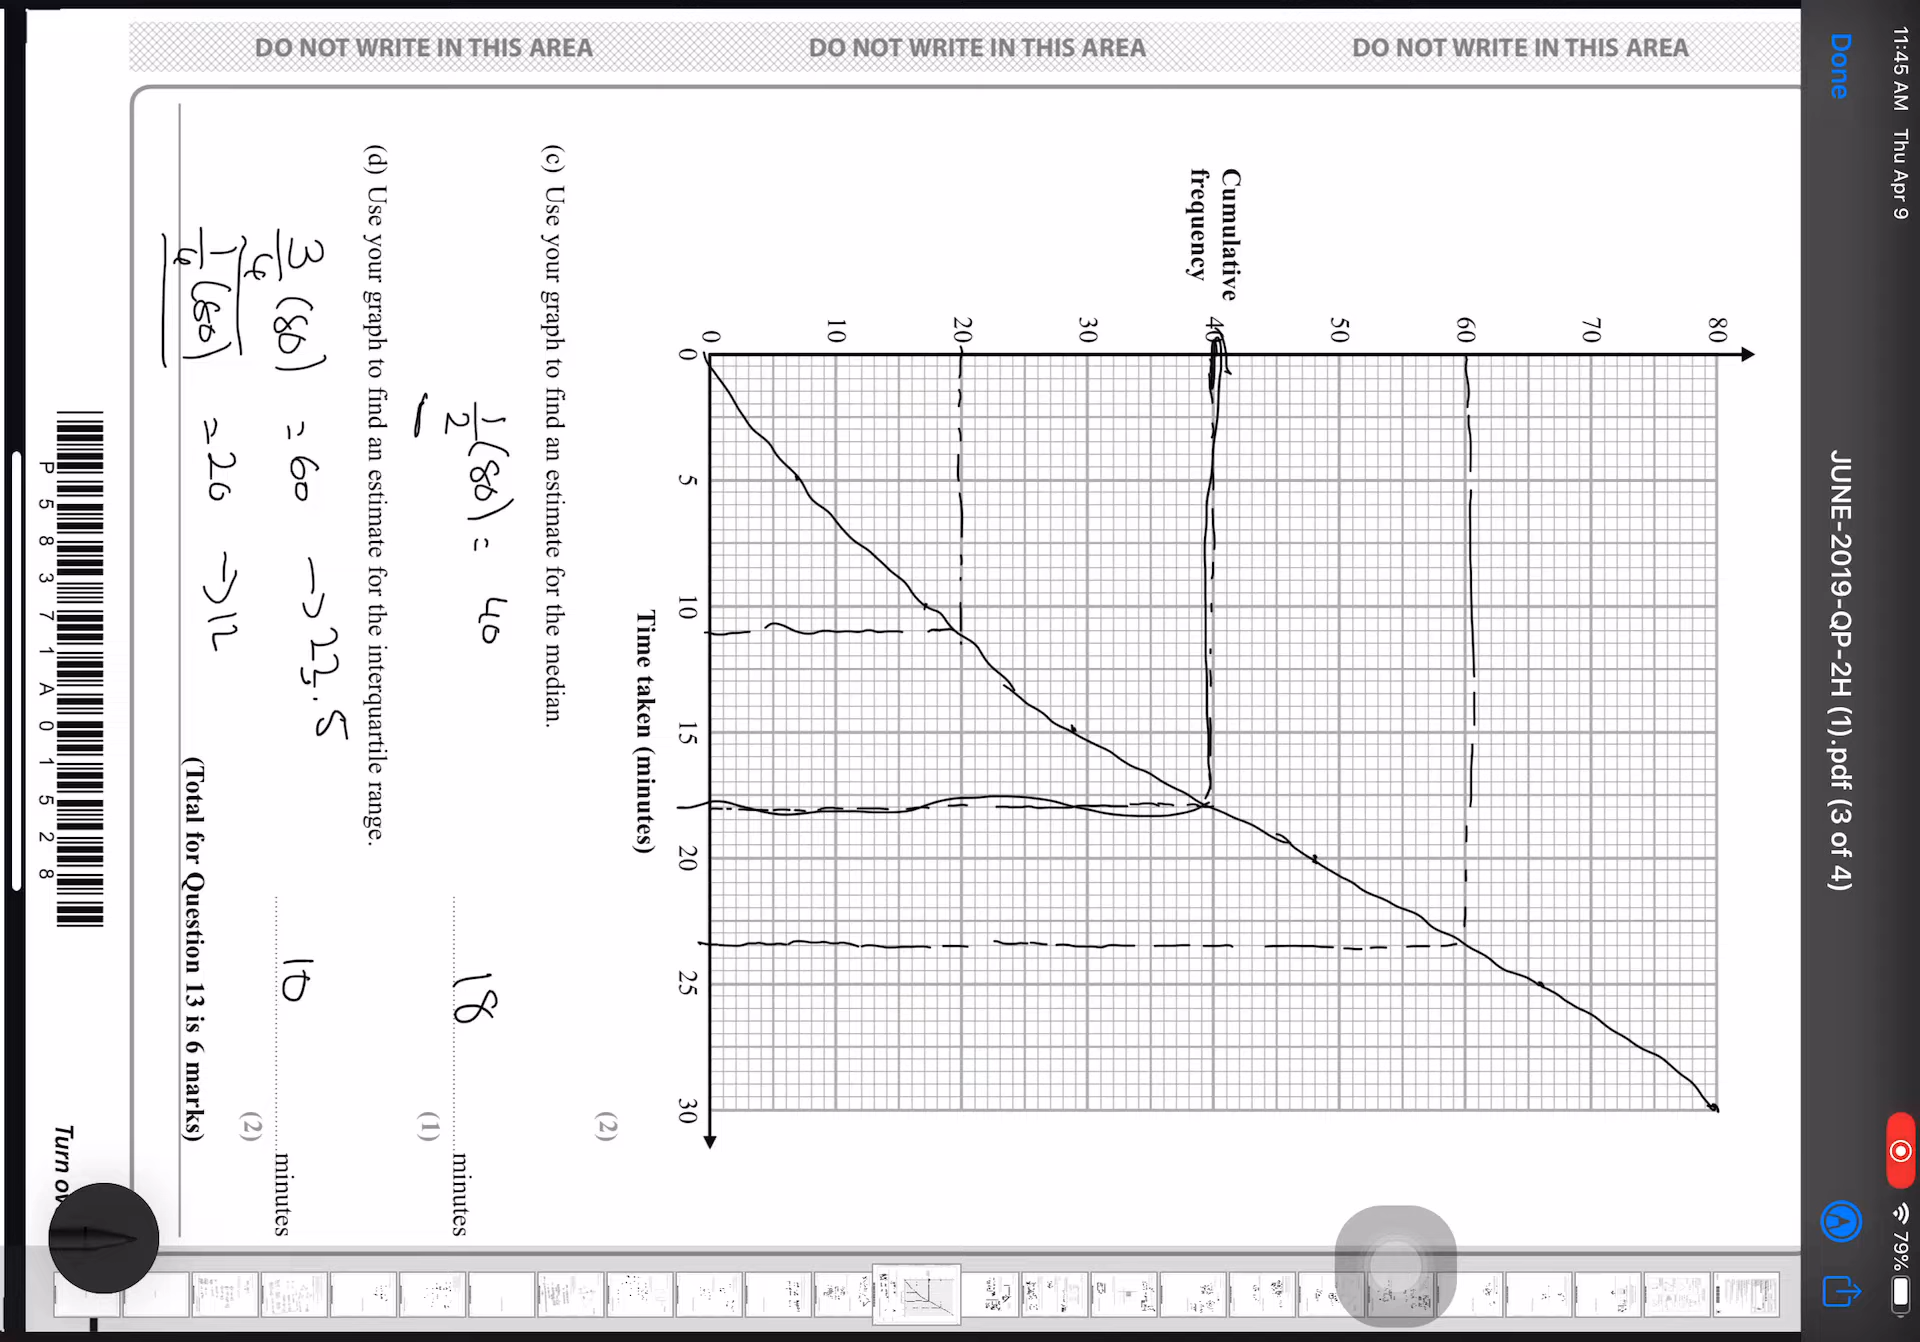 11:45 AM Thu Apr 9
79%
Done
JUNE-2019-QP-2H (1).pdf (3 of 4)
DO NOT WRITE IN THIS AREA
DO NOT WRITE IN THIS AREA
DO NOT WRITE IN THIS AREA
Cumulative
frequency
80
70
60
50
40
30
20
10
0
0 5 10 15 20 25 30
Time taken (minutes)
(2)
(c) Use your graph to find an estimate for the median.
1/2 (80) = 40
18 minutes
(1)
(d) Use your graph to find an estimate for the interquartile range.
3/4 (80) = 60 → 23.5
1/4 (80) = 20 → 12
10 minutes
(2)
(Total for Question 13 is 6 marks)
P 5 8 3 7 1 A 0 1 5 2 8
Turn ov